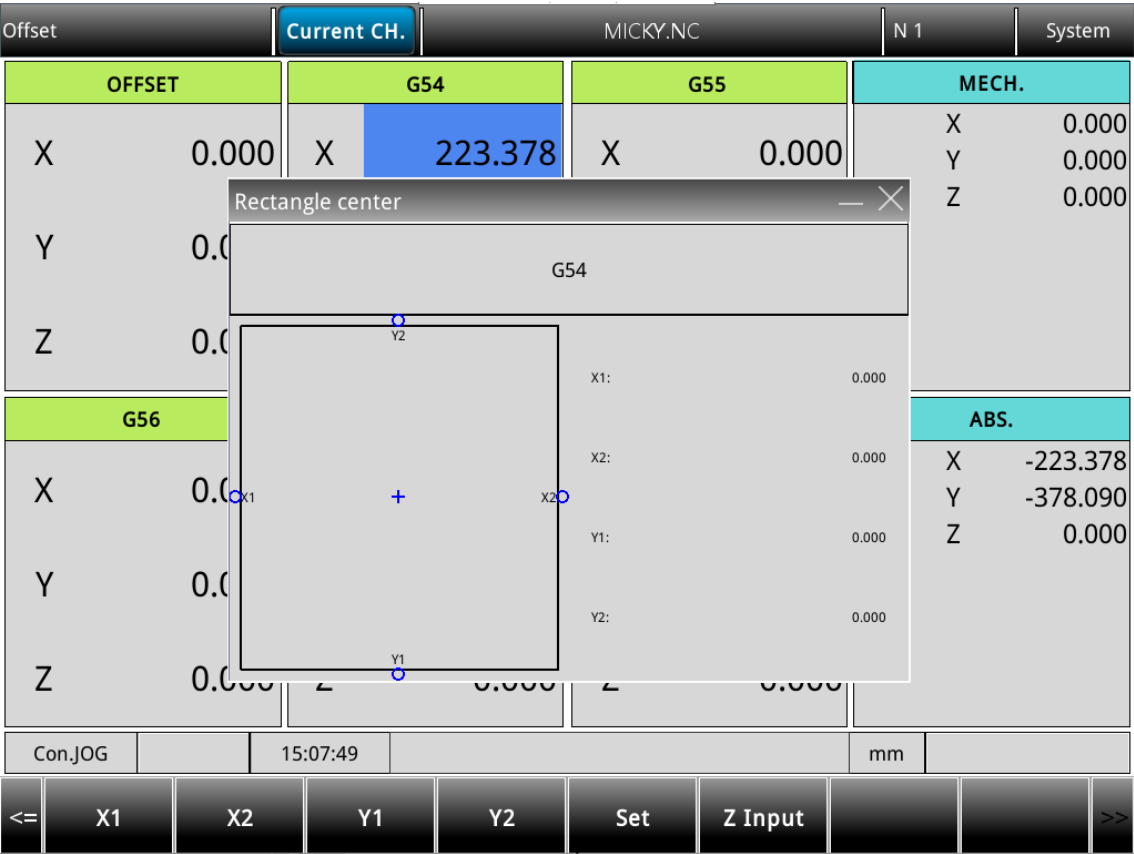 Offset
Current CH.
MICKY.NC
N 1
System
OFFSET
X 0.000
Y
Z
G54
X 223.378
G55
X 0.000
MECH.
X 0.000
Y 0.000
Z 0.000
Rectangle center
G54
Y2
X1
X2
Y1
X1: 0.000
X2: 0.000
Y1: 0.000
Y2: 0.000
G56
X
Y
Z
ABS.
X -223.378
Y -378.090
Z 0.000
Con.JOG
15:07:49
mm
<=
X1
X2
Y1
Y2
Set
Z Input
>>